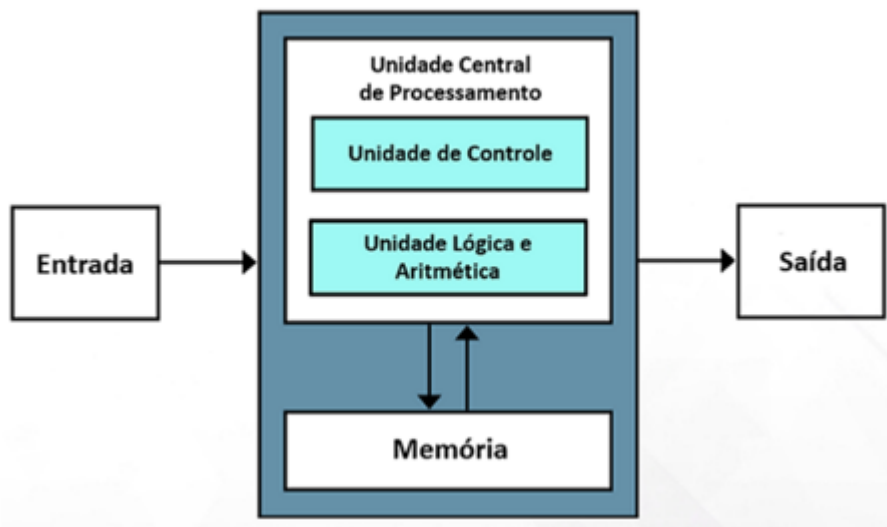 Unidade Central
de Processamento
Unidade de Controle
Unidade Lógica e
Aritmética
Entrada
Saída
Memória